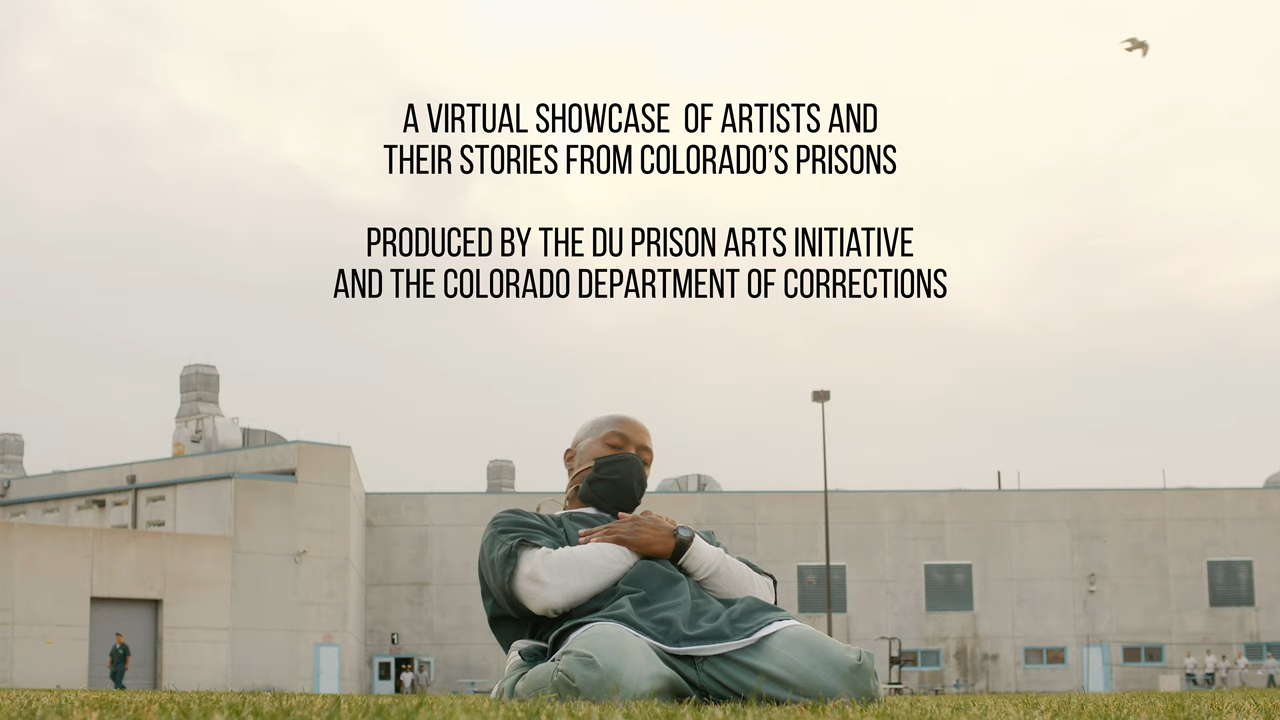 A VIRTUAL SHOWCASE OF ARTISTS AND
THEIR STORIES FROM COLORADO'S PRISONS
PRODUCED BY THE DU PRISON ARTS INITIATIVE
AND THE COLORADO DEPARTMENT OF CORRECTIONS
1